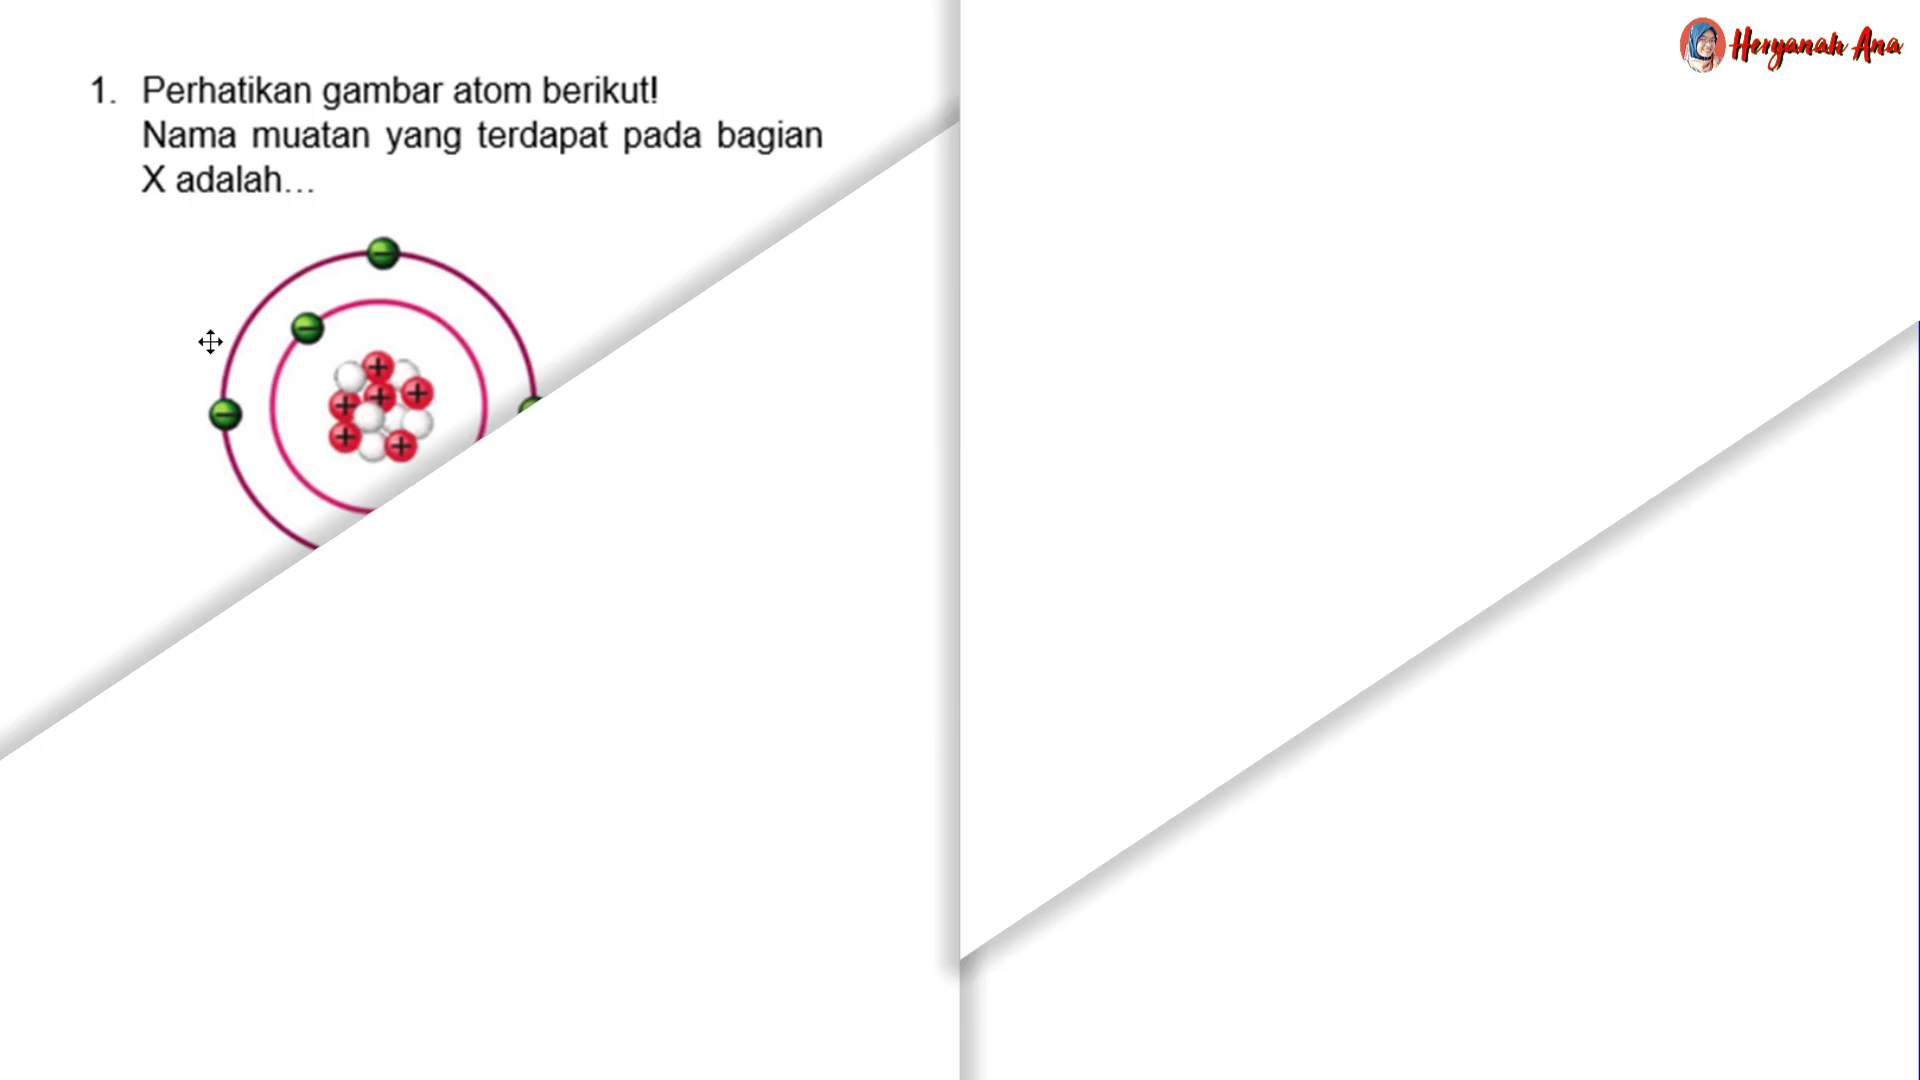 1. Perhatikan gambar atom berikut!
Nama muatan yang terdapat pada bagian
X adalah...
Heryanah Ana